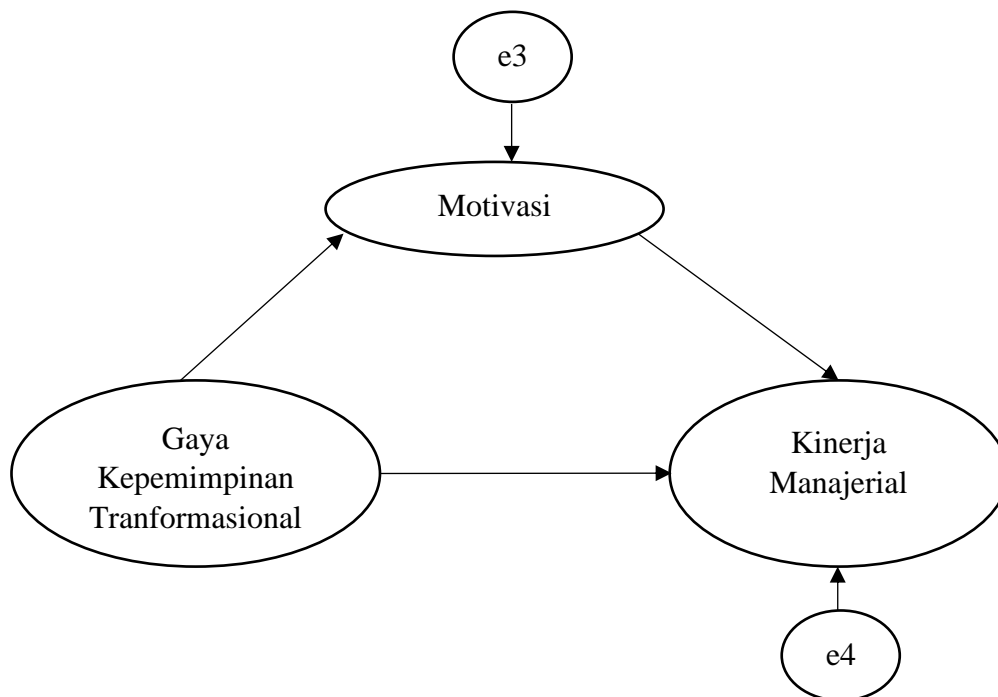 e3
Motivasi
Gaya
Kepemimpinan
Tranformasional
Kinerja
Manajerial
e4